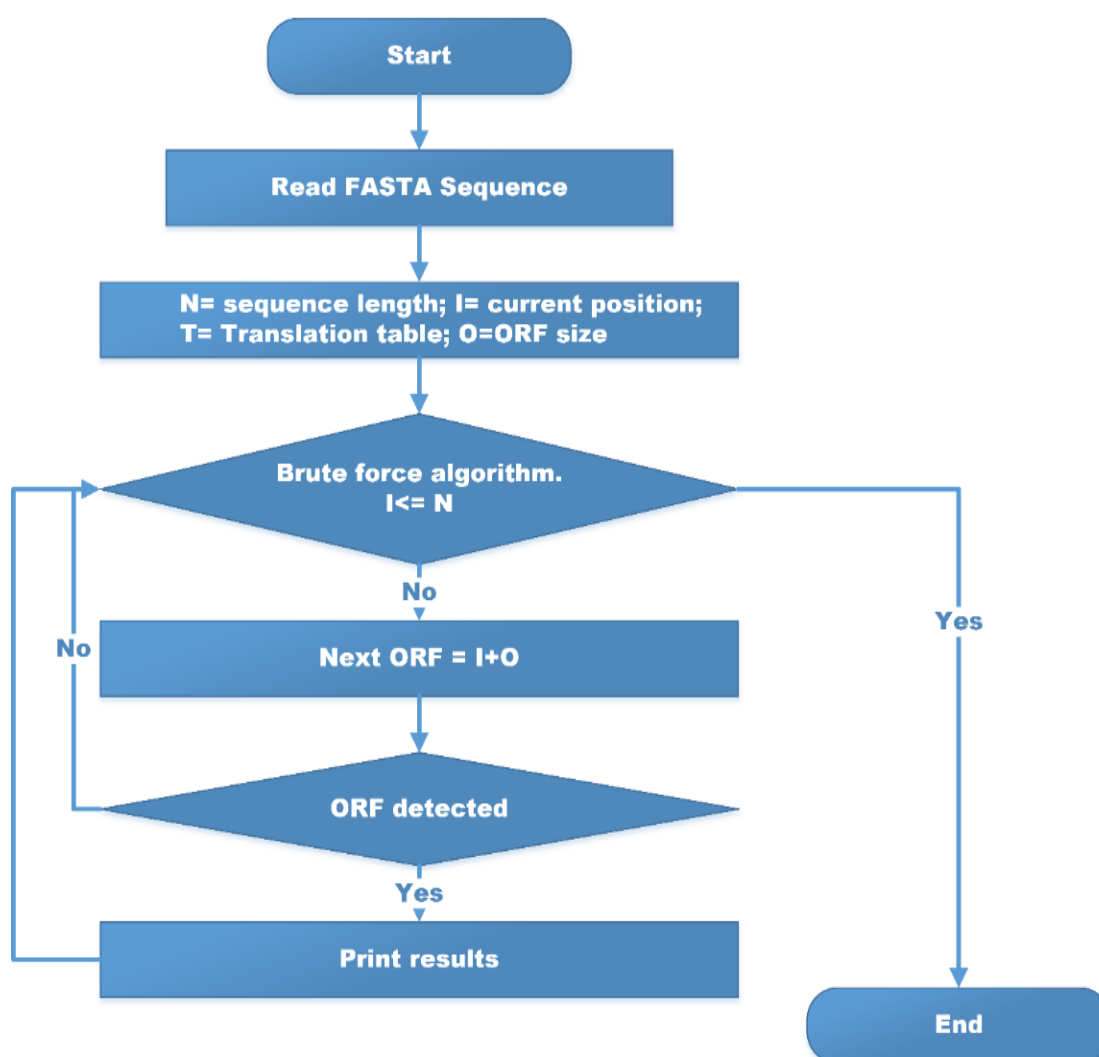 Start
Read FASTA Sequence
N= sequence length; I= current position;
T= Translation table; O=ORF size
Brute force algorithm.
I<= N
No
Yes
Next ORF = I+O
No
ORF detected
Yes
Print results
End